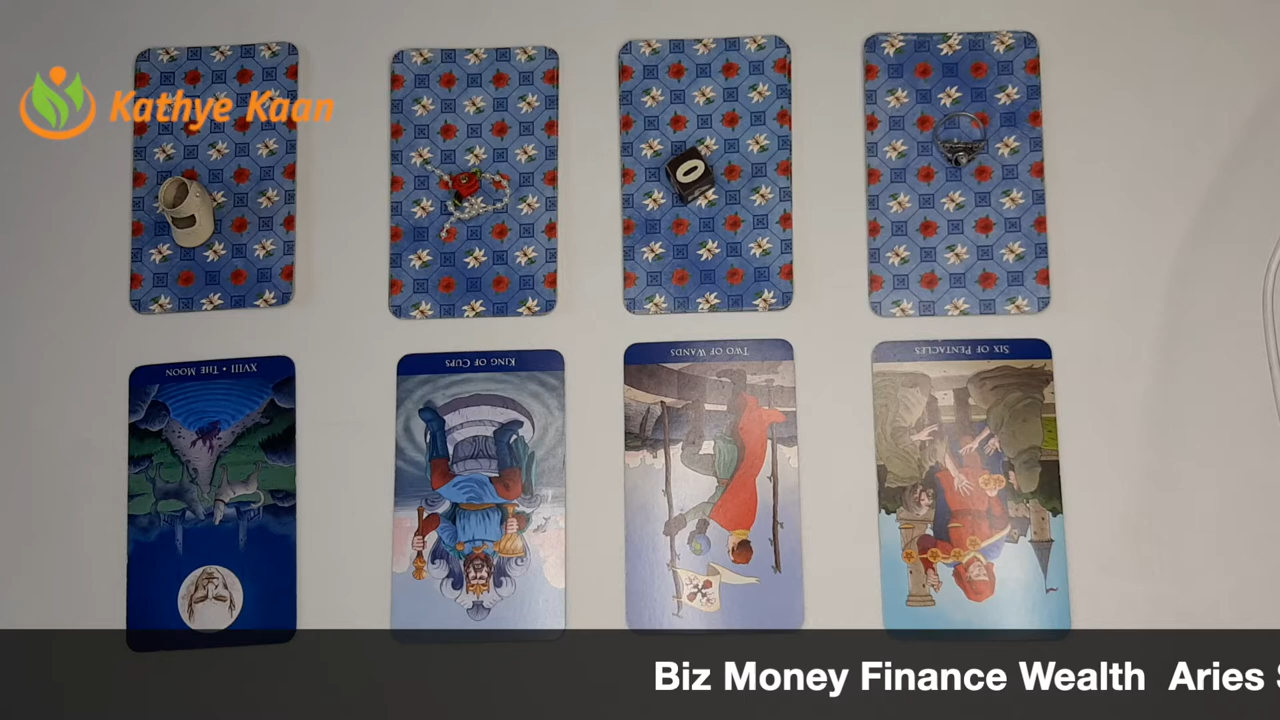 Kathye Kaan
XVIII • THE MOON
KING OF CUPS
TWO OF WANDS
SIX OF PENTACLES
Biz Money Finance Wealth Aries